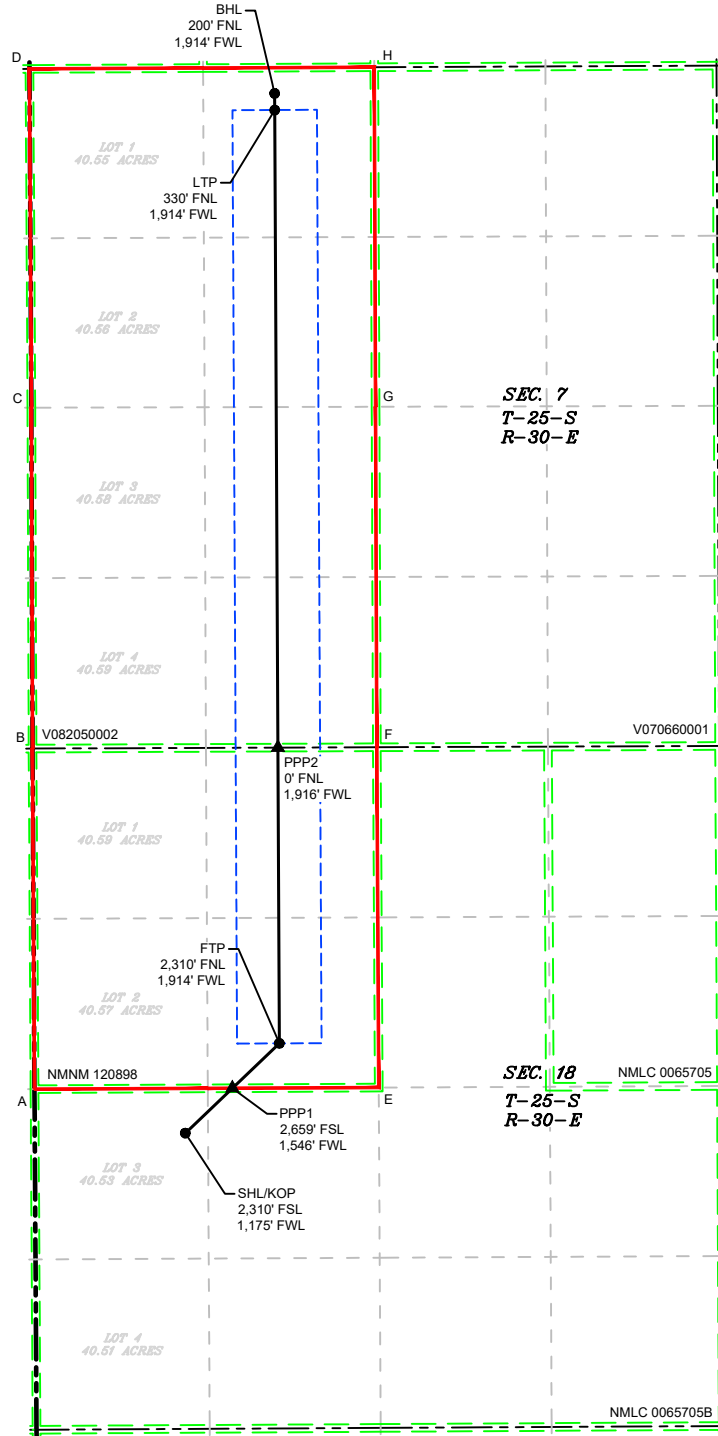 BHL
200' FNL
1,914' FWL
D
H
LOT 1
40.55 ACRES
LTP
330' FNL
1,914' FWL
LOT 2
40.56 ACRES
C
G
SEC. 7
T-25-S
R-30-E
LOT 3
40.58 ACRES
LOT 4
40.59 ACRES
B
V082050002
F
V070660001
PPP2
0' FNL
1,916' FWL
LOT 1
40.59 ACRES
FTP
2,310' FNL
1,914' FWL
LOT 2
40.57 ACRES
NMNM 120898
SEC. 18
T-25-S
R-30-E
NMLC 0065705
A
E
PPP1
2,659' FSL
1,546' FWL
LOT 3
40.53 ACRES
SHL/KOP
2,310' FSL
1,175' FWL
LOT 4
40.51 ACRES
NMLC 0065705B